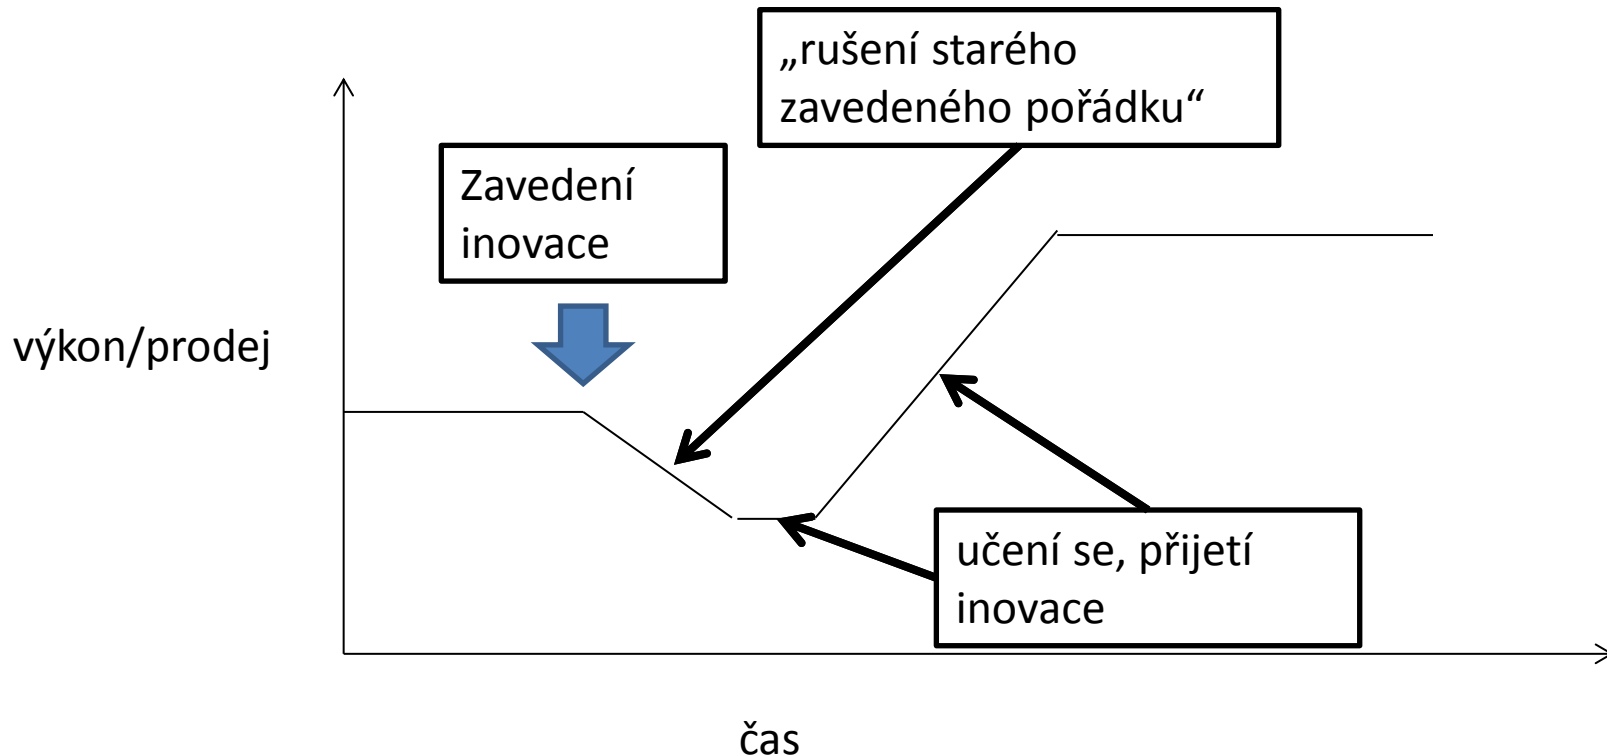 „rušení starého
zavedeného pořádku“
Zavedení
inovace
výkon/prodej
učení se, přijetí
inovace
čas